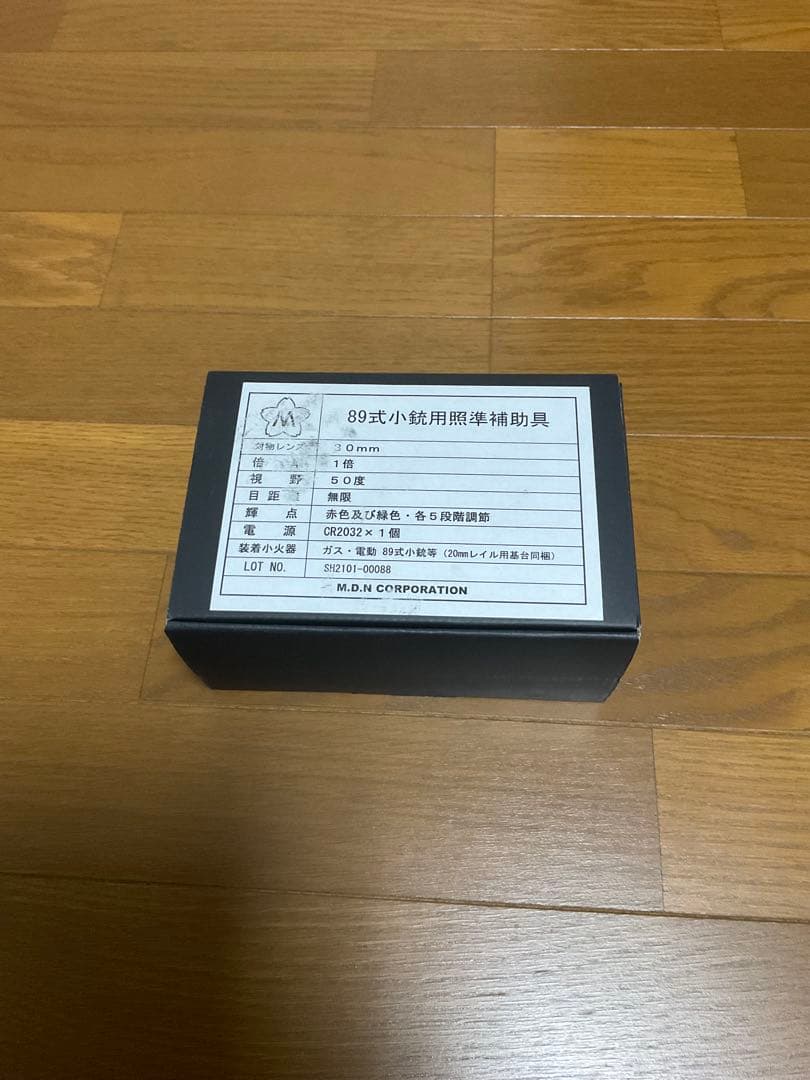 M
89式小銃用照準補助具
対物レンズ 30mm
倍 1倍
視野 50度
目距 無限
輝点 赤色及び緑色・各5段階調節
電源 CR2032×1個
装着小火器 ガス・電動 89式小銃等(20mmレイル用基台同梱)
LOT NO. SH2101-00088
M.D.N CORPORATION